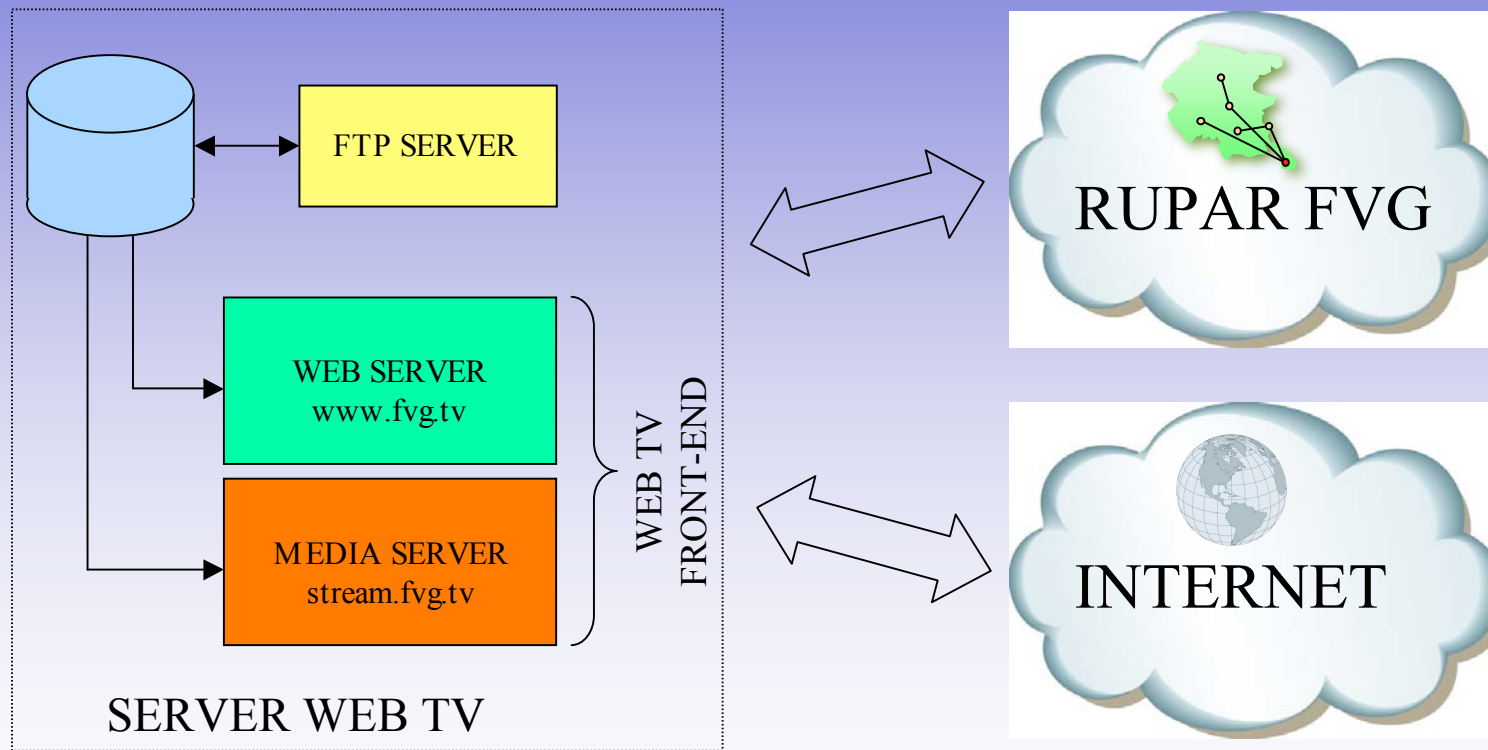 FTP SERVER
WEB SERVER
www.fvg.tv
MEDIA SERVER
stream.fvg.tv
WEB TV
FRONT-END
SERVER WEB TV
RUPAR FVG
INTERNET